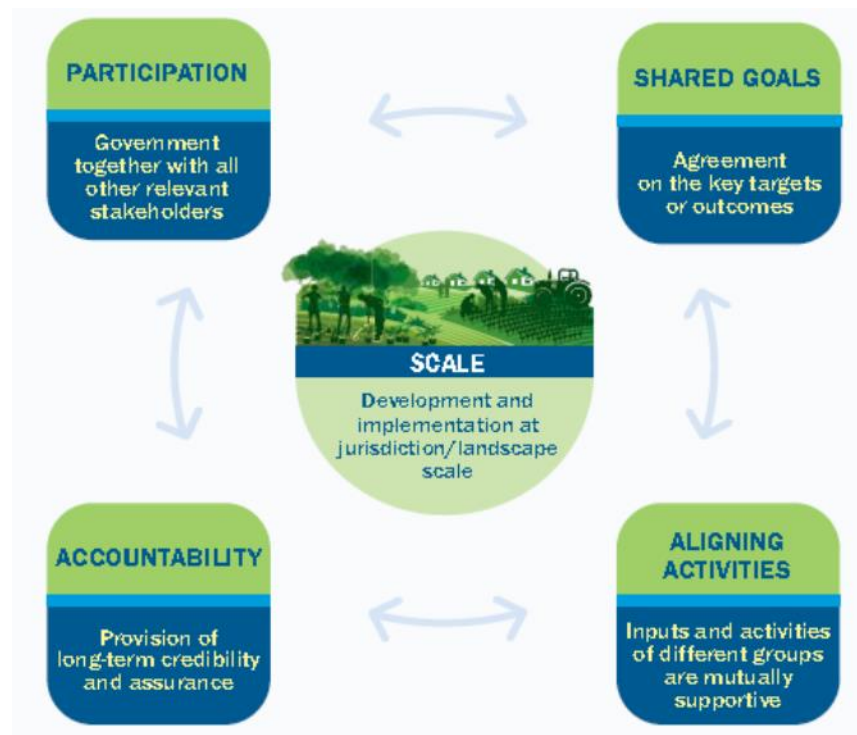 PARTICIPATION
Government
together with all
other relevant
stakeholders
SHARED GOALS
Agreement
on the key targets
or outcomes
SCALE
Development and
implementation at
jurisdiction/landscape
scale
ACCOUNTABILITY
Provision of
long-term credibility
and assurance
ALIGNING
ACTIVITIES
Inputs and activities
of different groups
are mutually
supportive